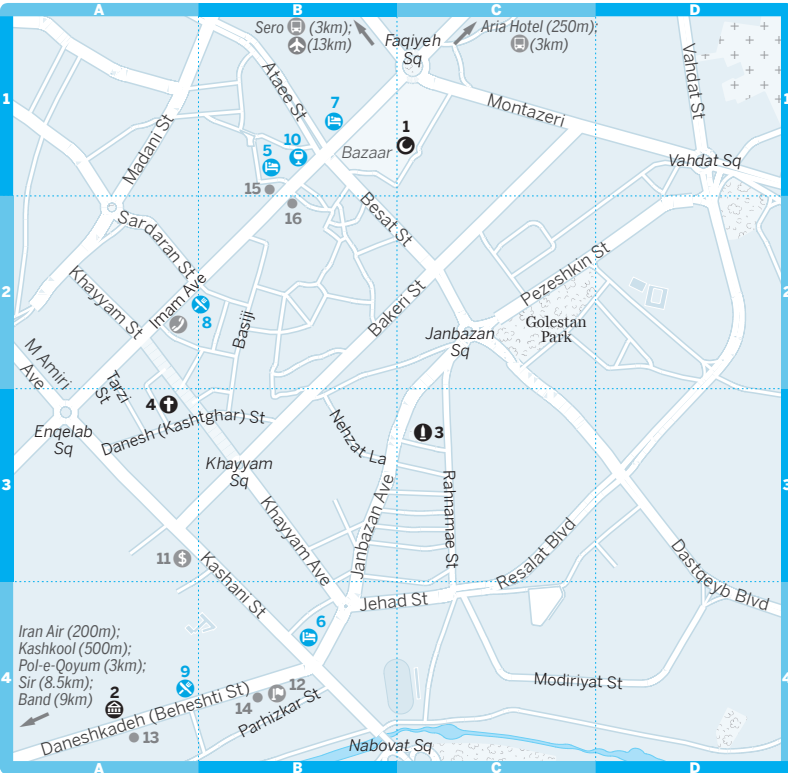 A
B
C
D
Sero (3km);
(13km)
Faqiyeh
Sq
Aria Hotel (250m);
(3km)
1
1
Ataee St
7
1
Montazeri
Vahdat St
Madani St
10
5
Bazaar
Vahdat Sq
15
16
Besat St
Sardaran St
2
2
Khayyam St
Imam Ave
8
Basiji
Bakeri St
Pezeshkin St
Janbazan
Sq
Golestan
Park
M Amiri
Ave
Tarzi
St
4
Danesh (Kashtghar) St
Enqelab
Sq
Nehzat La
3
Khayyam
Sq
3
3
Khayyam Ave
Janbazan Ave
Rahnamae St
11
$
Kashani St
Resalat Blvd
Dastqeyb Blvd
Jehad St
6
Iran Air (200m);
Kashkool (500m);
Pol-e-Qoyum (3km);
Sir (8.5km);
Band (9km)
4
4
9
2
12
14
Modiriyat St
Daneshkadeh (Beheshti St)
Parhizkar St
13
Nabovat Sq
A
B
C
D